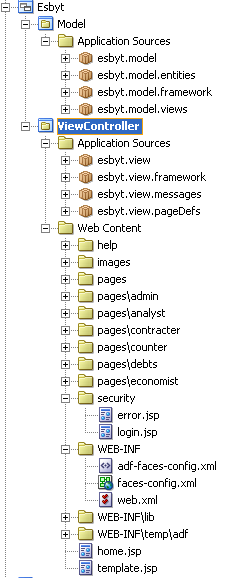 Esbyt
Model
Application Sources
esbyt.model
esbyt.model.entities
esbyt.model.framework
esbyt.model.views
ViewController
Application Sources
esbyt.view
esbyt.view.framework
esbyt.view.messages
esbyt.view.pageDefs
Web Content
help
images
pages
pages\admin
pages\analyst
pages\contracter
pages\counter
pages\debts
pages\economist
security
error.jsp
login.jsp
WEB-INF
adf-faces-config.xml
faces-config.xml
web.xml
WEB-INF\lib
WEB-INF\temp\adf
home.jsp
template.jsp